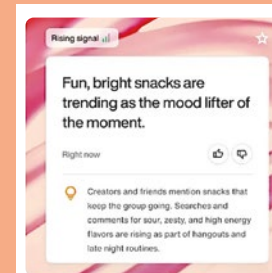 Rising signal
Fun, bright snacks are
trending as the mood lifter of
the moment.
Right now
Creators and friends mention snacks that
keep the group going. Searches and
comments for sour, zesty, and high energy
flavors are rising as part of hangouts and
late night routines.